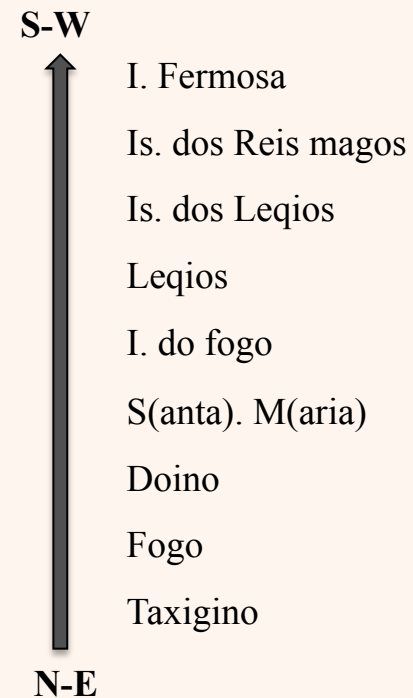 S-W
I. Fermosa
Is. dos Reis magos
Is. dos Leqios
Leqios
I. do fogo
S(anta). M(aria)
Doino
Fogo
Taxigino
N-E